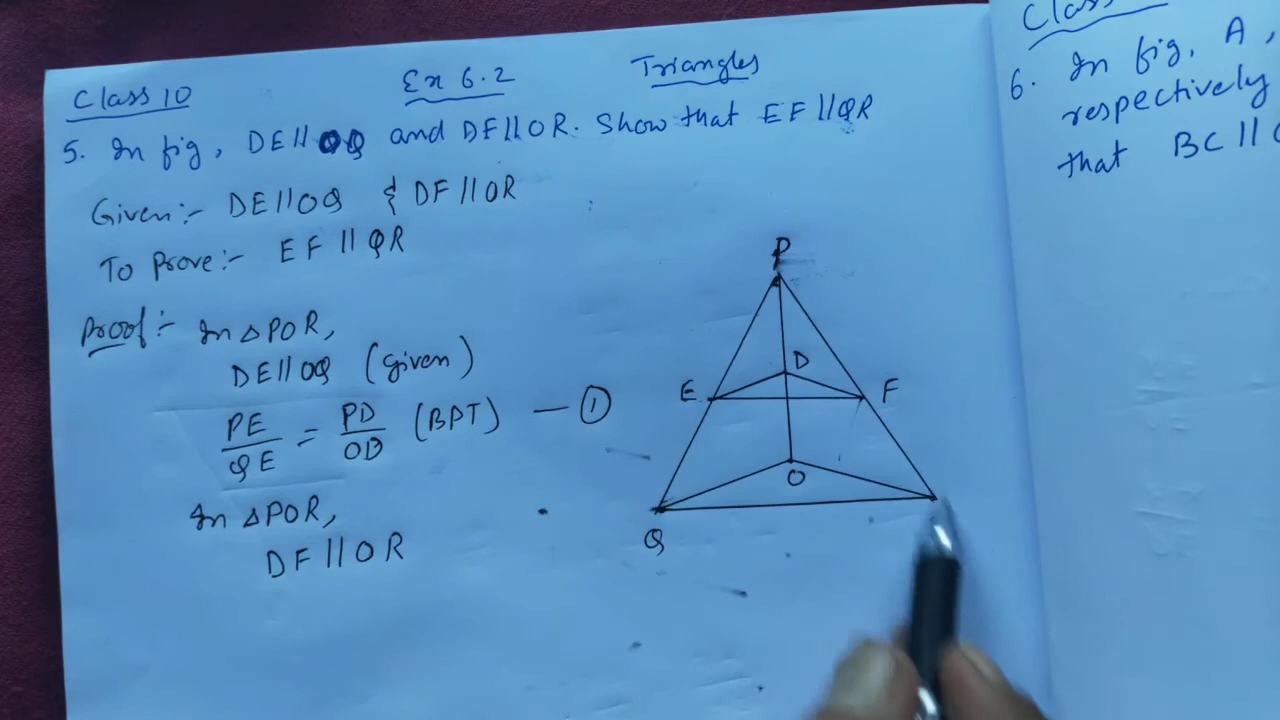 Class 10 Ex 6.2 Triangles
5. In fig, DE//OQ and DF//OR. Show that EF//QR
Given:- DE//OQ & DF//OR
To Prove:- EF//QR
Proof:- In △POR,
DE//OQ (given)
PE/QE = PD/OD (BPT) — ①
In △POR,
DF//OR
P
D
E
F
O
Q
Class
6. In fig, A,
respectively
that BC//